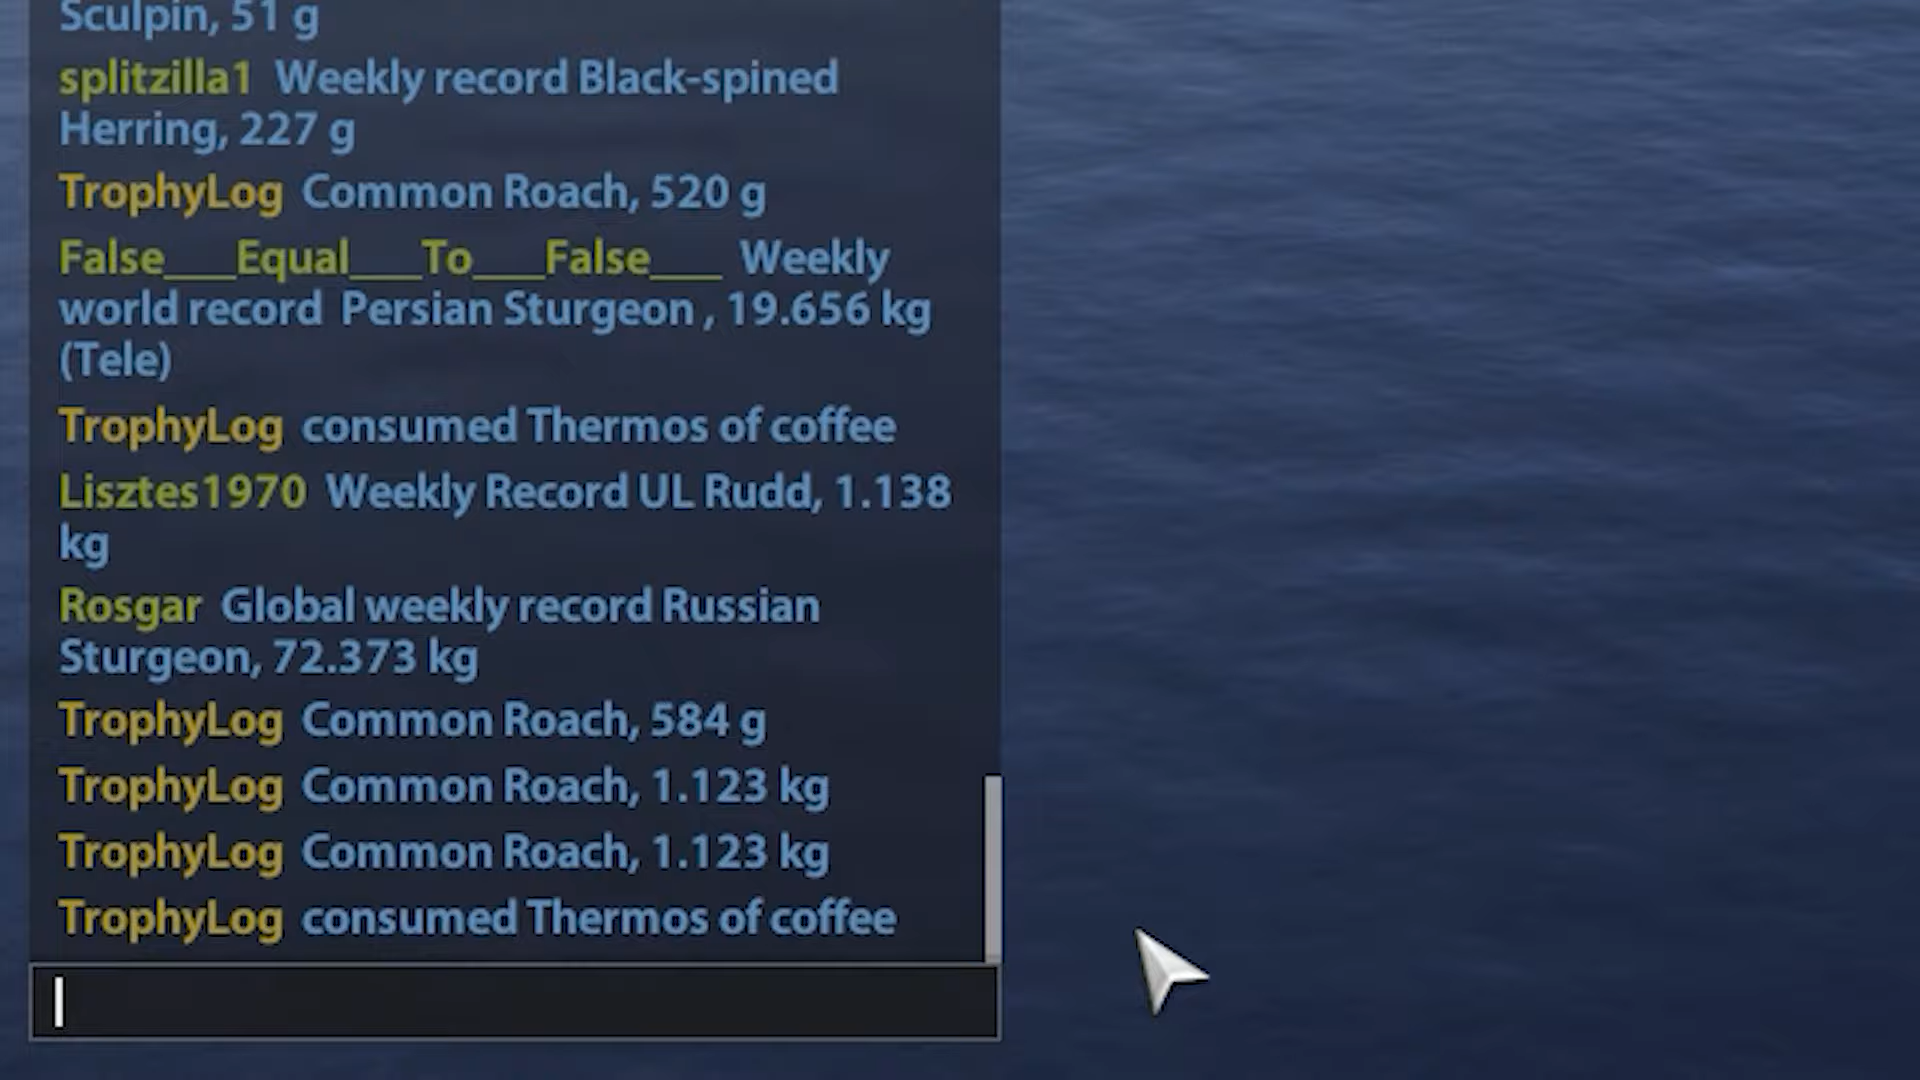 Sculpin, 51 g
splitzilla1 Weekly record Black-spined
Herring, 227 g
TrophyLog Common Roach, 520 g
False___Equal___To___False___ Weekly
world record Persian Sturgeon , 19.656 kg
(Tele)
TrophyLog consumed Thermos of coffee
Lisztes1970 Weekly Record UL Rudd, 1.138
kg
Rosgar Global weekly record Russian
Sturgeon, 72.373 kg
TrophyLog Common Roach, 584 g
TrophyLog Common Roach, 1.123 kg
TrophyLog Common Roach, 1.123 kg
TrophyLog consumed Thermos of coffee